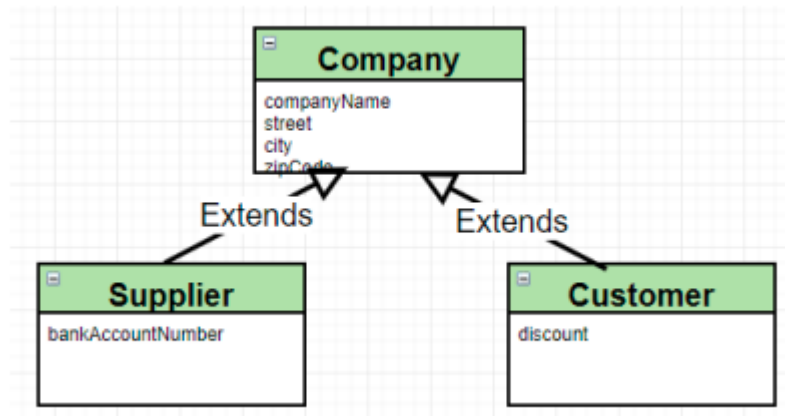 Company
companyName
street
city
zipCode
Extends
Extends
Supplier
bankAccountNumber
Customer
discount